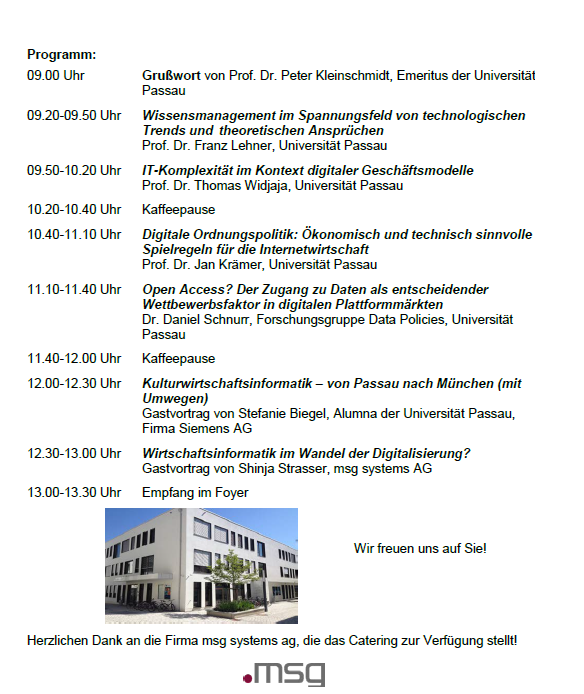 Programm:
09.00 Uhr Grußwort von Prof. Dr. Peter Kleinschmidt, Emeritus der Universität
Passau
09.20-09.50 Uhr Wissensmanagement im Spannungsfeld von technologischen
Trends und theoretischen Ansprüchen
Prof. Dr. Franz Lehner, Universität Passau
09.50-10.20 Uhr IT-Komplexität im Kontext digitaler Geschäftsmodelle
Prof. Dr. Thomas Widjaja, Universität Passau
10.20-10.40 Uhr Kaffeepause
10.40-11.10 Uhr Digitale Ordnungspolitik: Ökonomisch und technisch sinnvolle
Spielregeln für die Internetwirtschaft
Prof. Dr. Jan Krämer, Universität Passau
11.10-11.40 Uhr Open Access? Der Zugang zu Daten als entscheidender
Wettbewerbsfaktor in digitalen Plattformmärkten
Dr. Daniel Schnurr, Forschungsgruppe Data Policies, Universität
Passau
11.40-12.00 Uhr Kaffeepause
12.00-12.30 Uhr Kulturwirtschaftsinformatik – von Passau nach München (mit
Umwegen)
Gastvortrag von Stefanie Biegel, Alumna der Universität Passau,
Firma Siemens AG
12.30-13.00 Uhr Wirtschaftsinformatik im Wandel der Digitalisierung?
Gastvortrag von Shinja Strasser, msg systems AG
13.00-13.30 Uhr Empfang im Foyer
Wir freuen uns auf Sie!
Herzlichen Dank an die Firma msg systems ag, die das Catering zur Verfügung stellt!
.msg